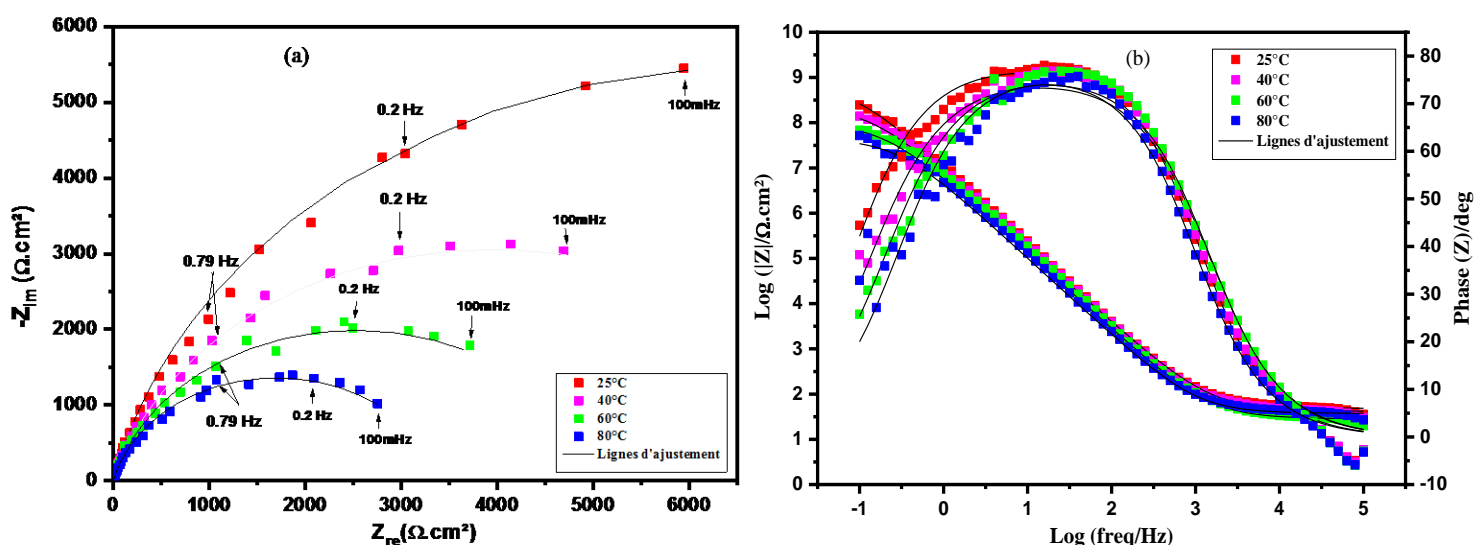 (a)
6000
5000
4000
3000
2000
1000
0
-Z_Im (Ω.cm²)
0.79 Hz
0.2 Hz
100mHz
0.2 Hz
100mHz
0.2 Hz
100mHz
0.79 Hz
0.2 Hz
100mHz
25°C
40°C
60°C
80°C
Lignes d'ajustement
0 1000 2000 3000 4000 5000 6000
Z_re(Ω.cm²)
(b)
10
9
8
7
6
5
4
3
2
1
0
Log (|Z|/Ω.cm²)
25°C
40°C
60°C
80°C
Lignes d'ajustement
80
70
60
50
40
30
20
10
0
-10
Phase (Z)/deg
-1 0 1 2 3 4 5
Log (freq/Hz)